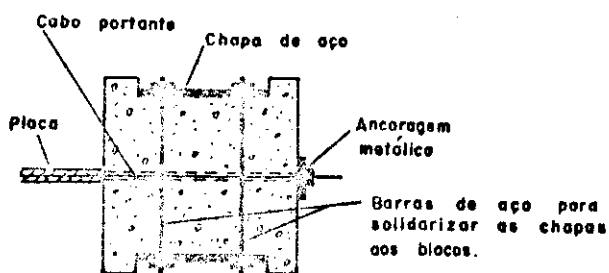 Cabo portante
Chapa de aço
Placa
Ancoragem
metálica
Barras de aço para
solidarizar as chapas
aos blocos.